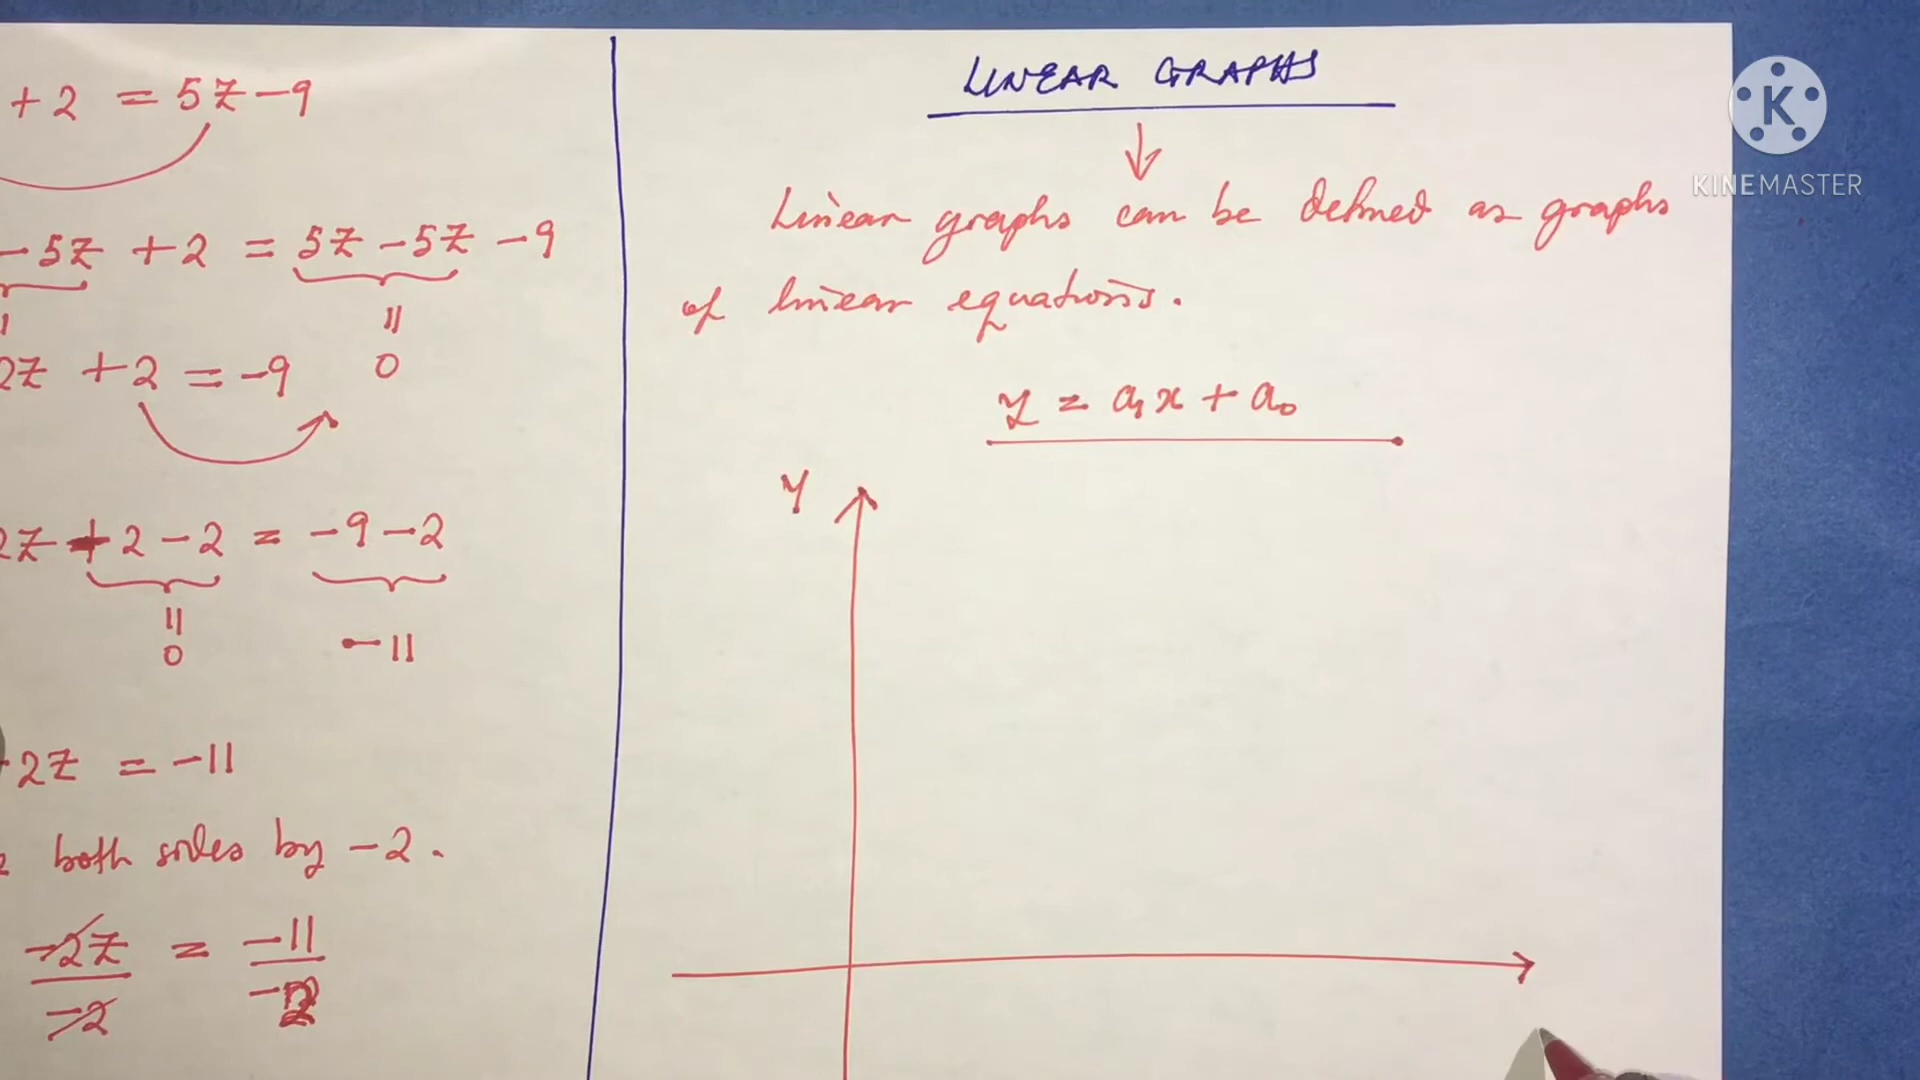 +2 = 5z-9
-5z +2 = 5z -5z -9
11
0
2z +2 = -9
2z +2 -2 = -9 -2
11
0
-11
2z = -11
both sides by -2.
-2z = -11
-2 -2
LINEAR GRAPHS
Linear graphs can be defined as graphs
of linear equations.
y = a₁x + a₀
y
K
KINEMASTER